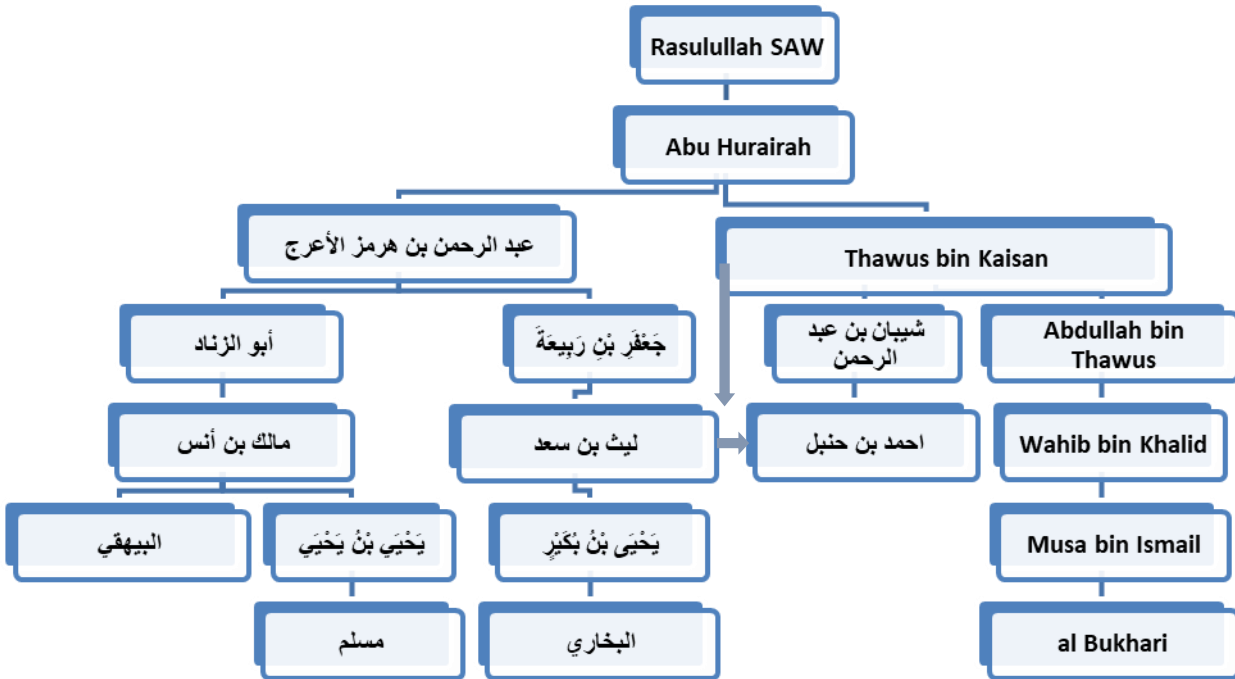 Rasulullah SAW
Abu Hurairah
عبد الرحمن بن هرمز الأعرج
Thawus bin Kaisan
أبو الزناد
جَعْفَرِ بْنِ رَبِيعَةَ
شيبان بن عبد
الرحمن
Abdullah bin
Thawus
مالك بن أنس
ليث بن سعد
احمد بن حنبل
Wahib bin Khalid
البيهقي
يَحْيَي بْنُ يَحْيَي
يَحْيَى بْنُ بُكَيْرٍ
Musa bin Ismail
مسلم
البخاري
al Bukhari